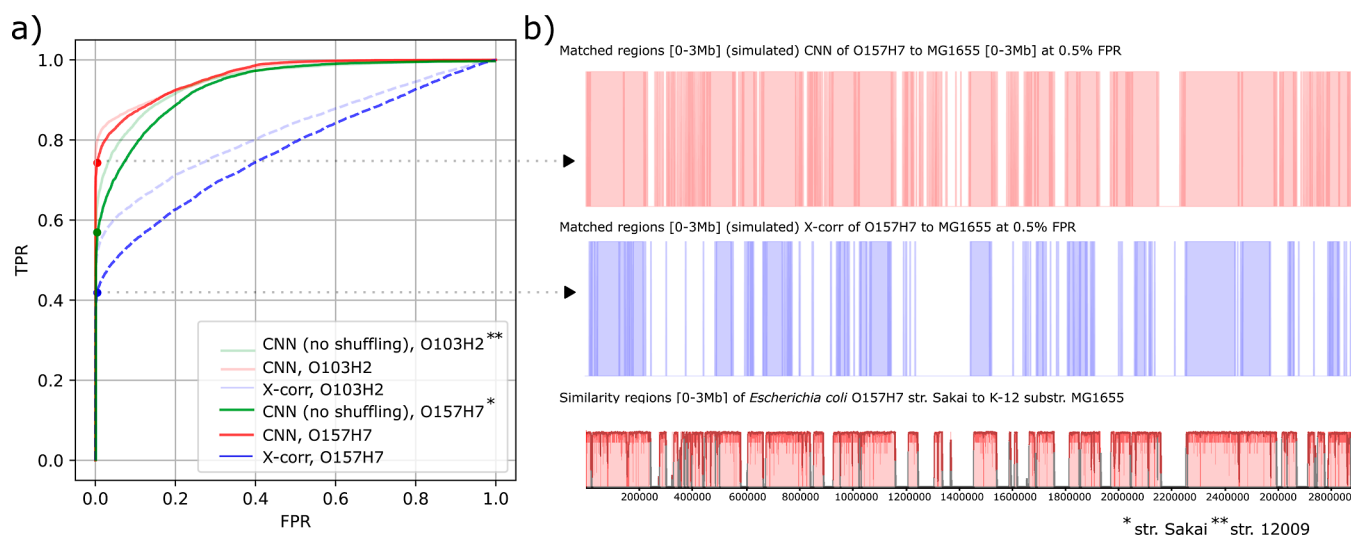 a)
1.0
0.8
0.6
0.4
0.2
0.0
TPR
0.0 0.2 0.4 0.6 0.8 1.0
FPR
CNN (no shuffling), O103H2**
CNN, O103H2
X-corr, O103H2
CNN (no shuffling), O157H7*
CNN, O157H7
X-corr, O157H7
b)
Matched regions [0-3Mb] (simulated) CNN of O157H7 to MG1655 [0-3Mb] at 0.5% FPR
Matched regions [0-3Mb] (simulated) X-corr of O157H7 to MG1655 at 0.5% FPR
Similarity regions [0-3Mb] of Escherichia coli O157H7 str. Sakai to K-12 substr. MG1655
200000 400000 600000 800000 1000000 1200000 1400000 1600000 1800000 2000000 2200000 2400000 2600000 2800000
*str. Sakai **str. 12009